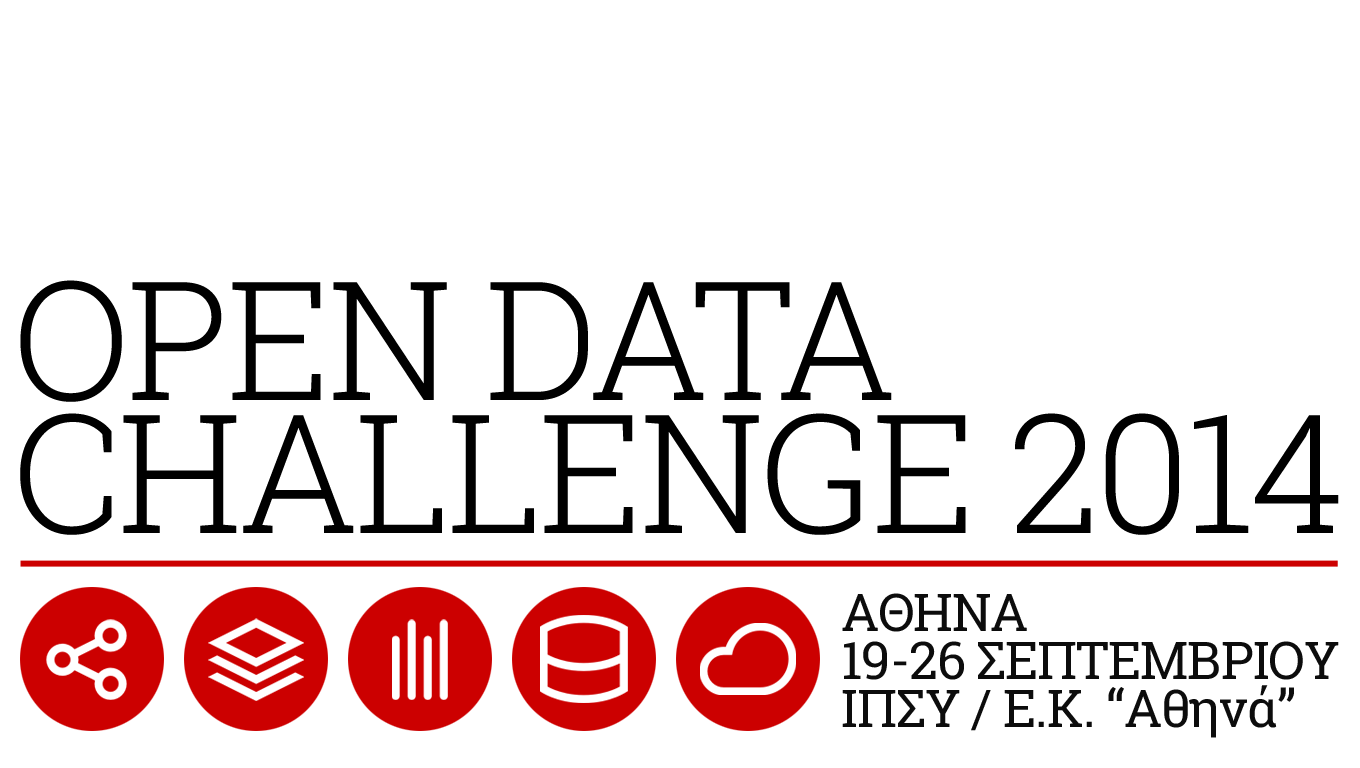 OPEN DATA
CHALLENGE 2014
ΑΘΗΝΑ
19-26 ΣΕΠΤΕΜΒΡΙΟΥ
ΙΠΣΥ / Ε.Κ. “Αθηνά”